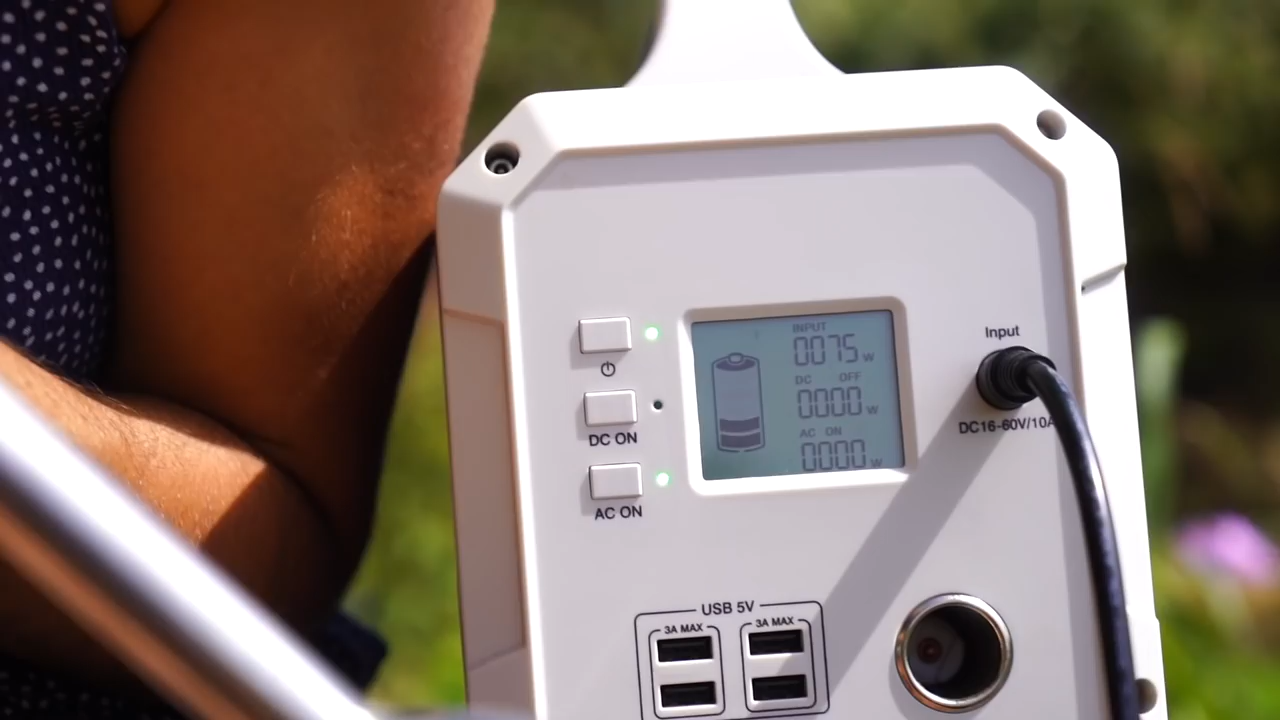 INPUT
0075 W
DC OFF
0000 W
AC ON
0000 W
Input
DC16-60V/10A
DC ON
AC ON
USB 5V
3A MAX 3A MAX